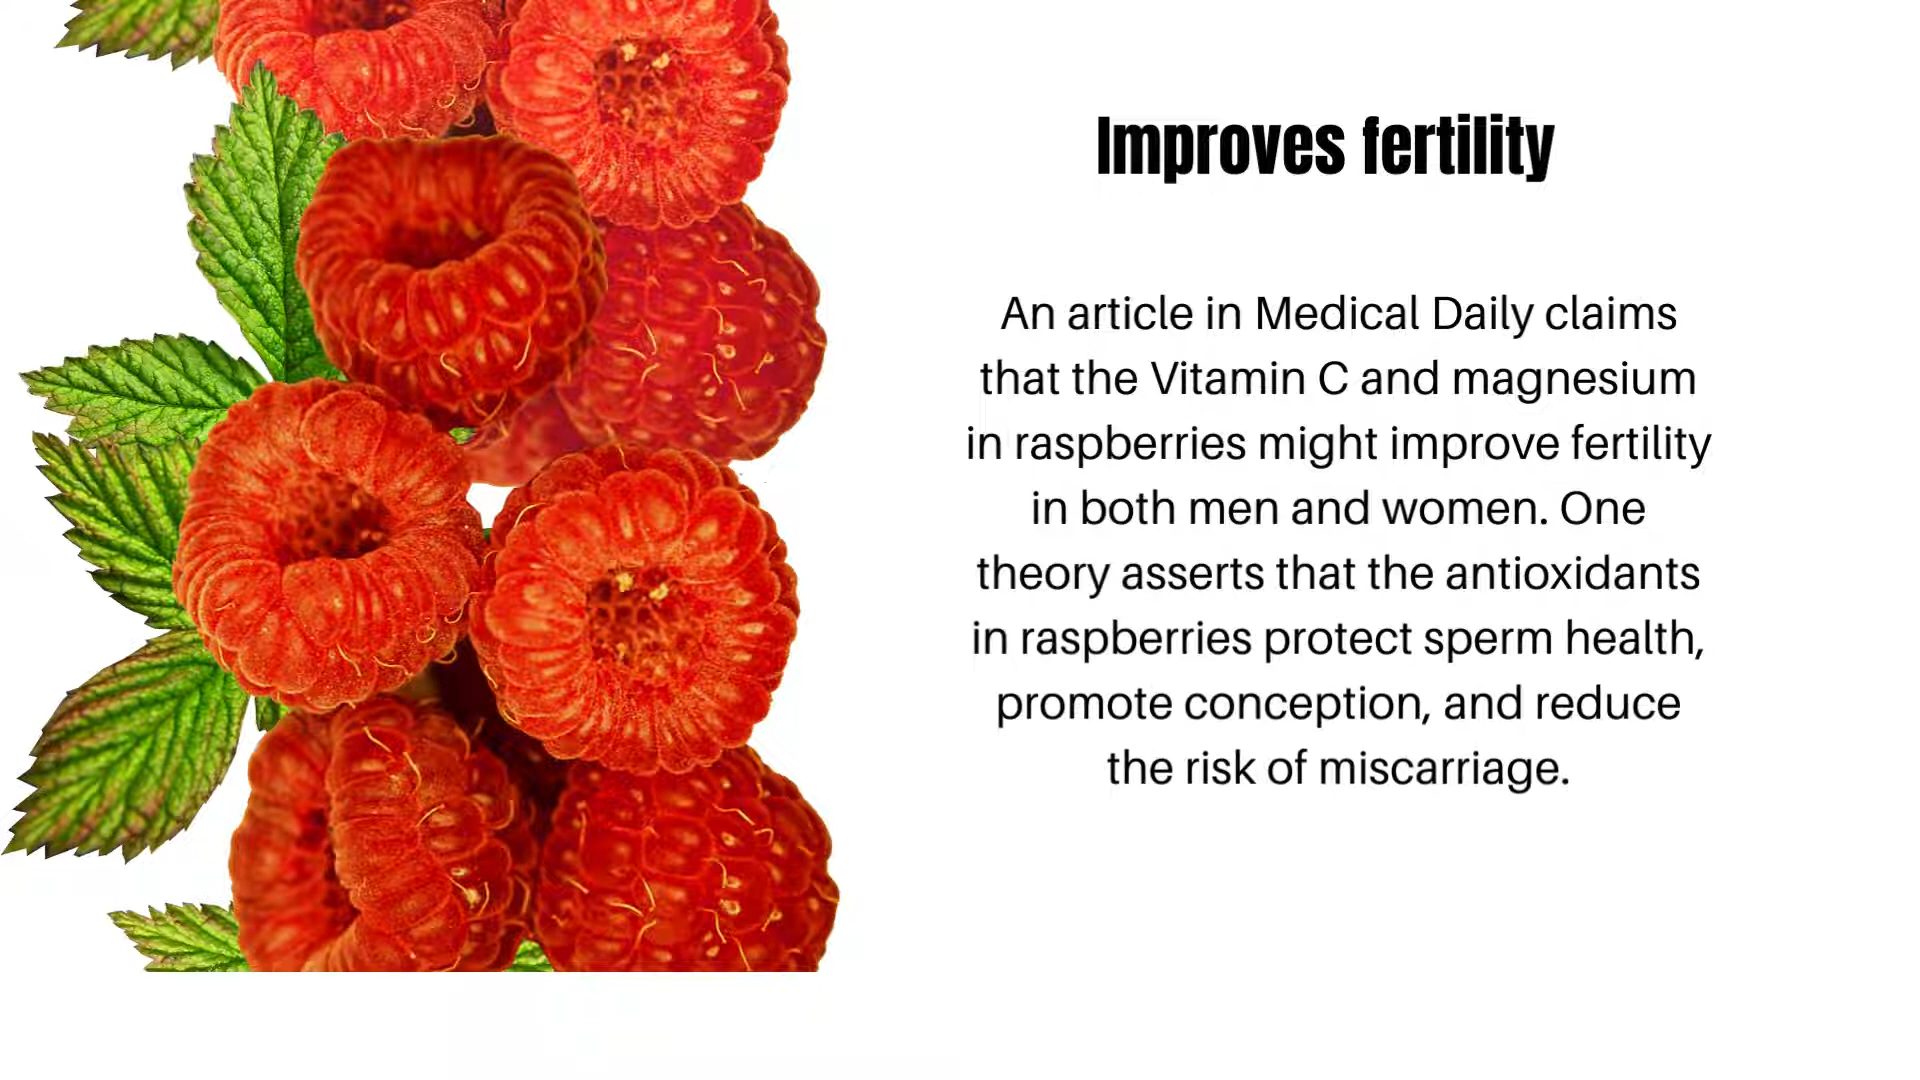 Improves fertility
An article in Medical Daily claims
that the Vitamin C and magnesium
in raspberries might improve fertility
in both men and women. One
theory asserts that the antioxidants
in raspberries protect sperm health,
promote conception, and reduce
the risk of miscarriage.